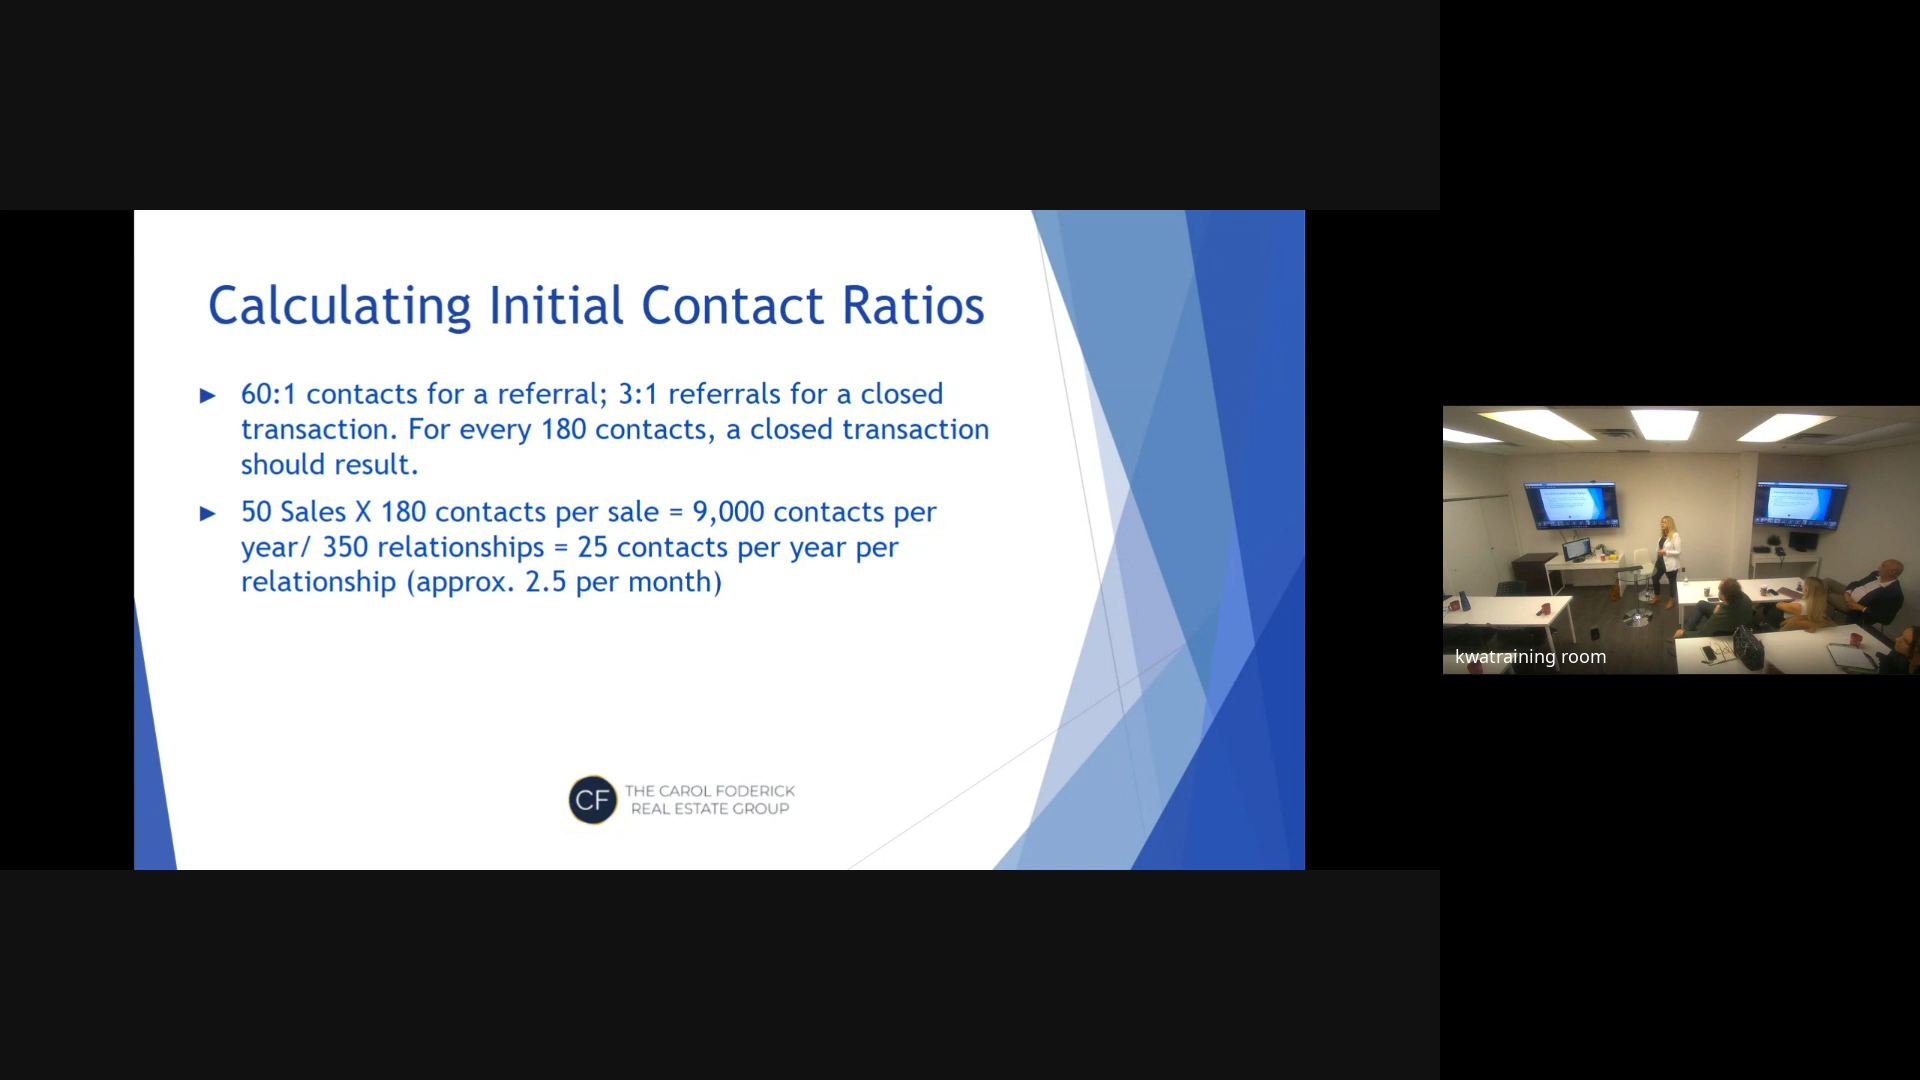 Calculating Initial Contact Ratios
► 60:1 contacts for a referral; 3:1 referrals for a closed
transaction. For every 180 contacts, a closed transaction
should result.
► 50 Sales X 180 contacts per sale = 9,000 contacts per
year/ 350 relationships = 25 contacts per year per
relationship (approx. 2.5 per month)
CF
THE CAROL FODERICK
REAL ESTATE GROUP
kwatraining room